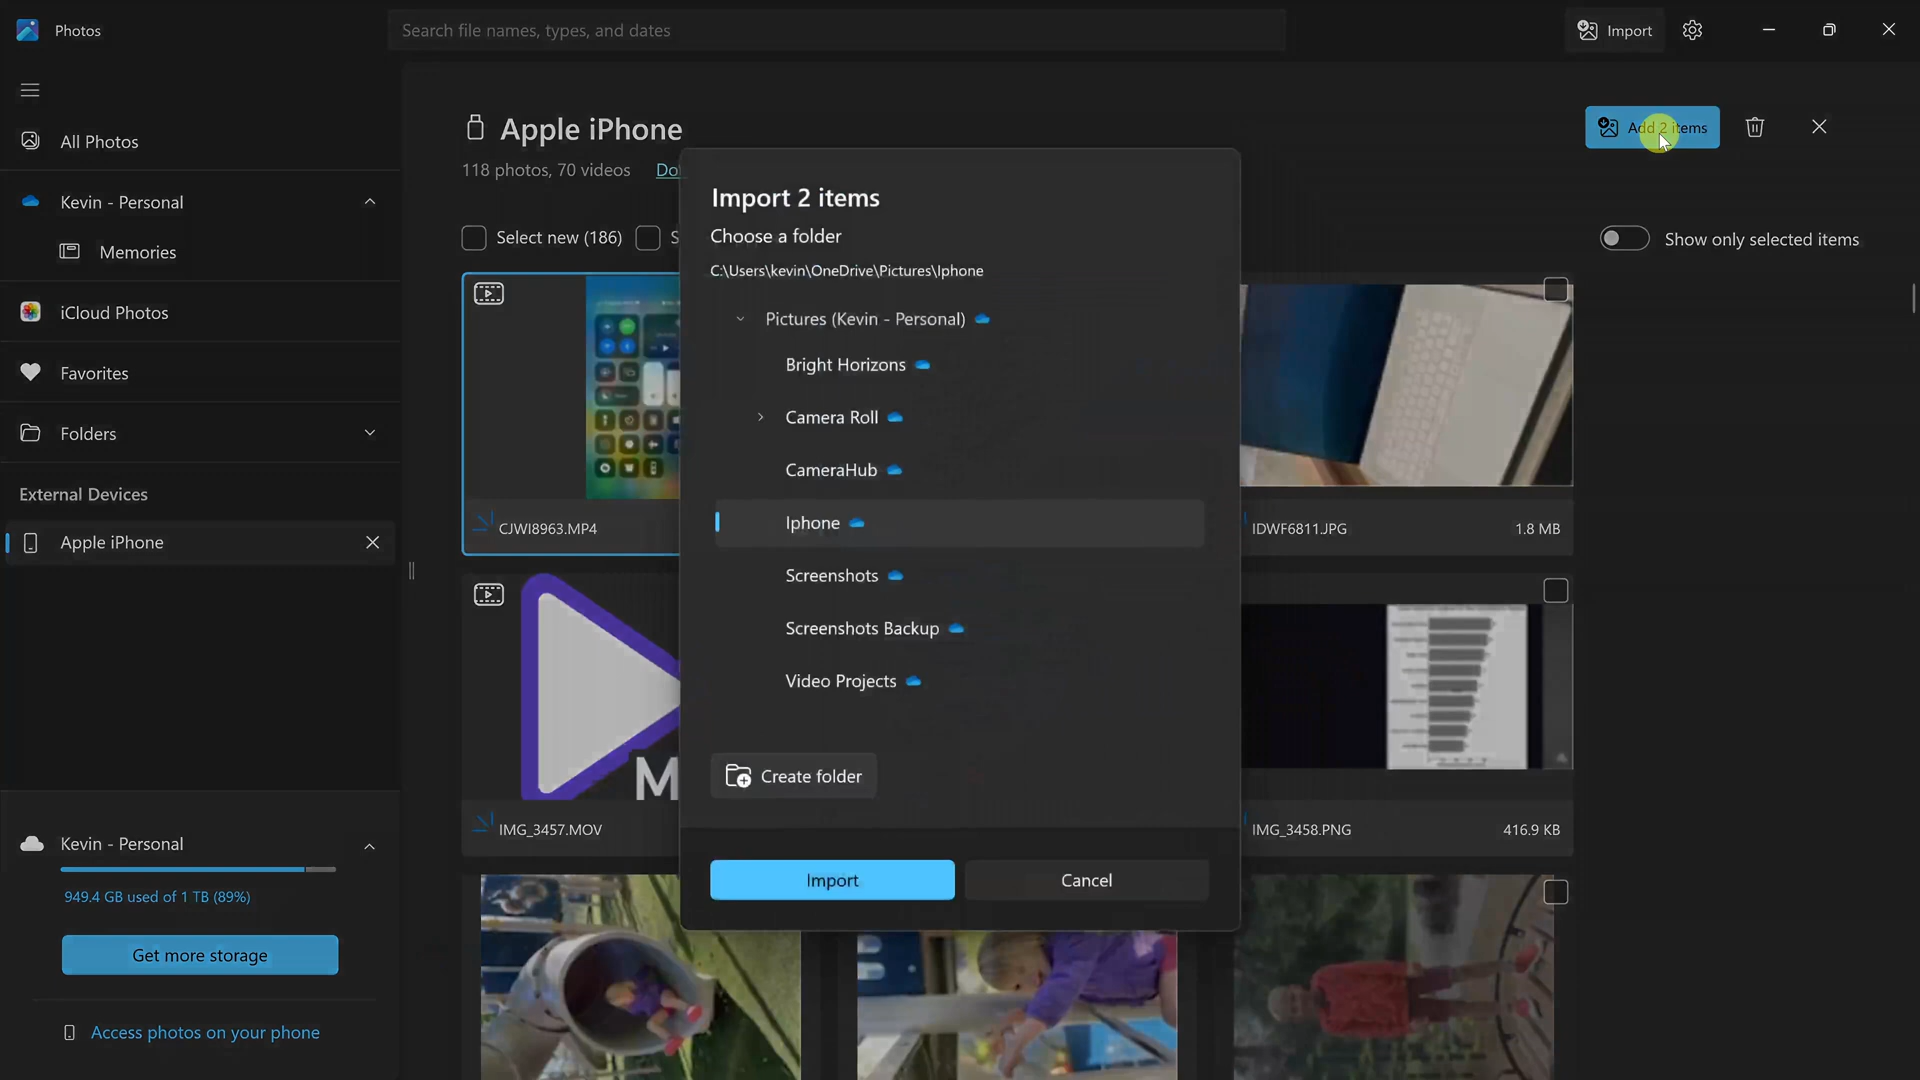 Photos
Search file names, types, and dates
Import
All Photos
Kevin - Personal
Memories
iCloud Photos
Favorites
Folders
External Devices
Apple iPhone
Kevin - Personal
949.4 GB used of 1 TB (89%)
Get more storage
Access photos on your phone
Apple iPhone
118 photos, 70 videos
Add 2 items
Select new (186)
Show only selected items
CJWI8963.MP4
IDWF6811.JPG
1.8 MB
M
IMG_3457.MOV
IMG_3458.PNG
416.9 KB
Import 2 items
Choose a folder
C:\Users\kevin\OneDrive\Pictures\Iphone
Pictures (Kevin - Personal)
Bright Horizons
Camera Roll
CameraHub
Iphone
Screenshots
Screenshots Backup
Video Projects
Create folder
Import
Cancel